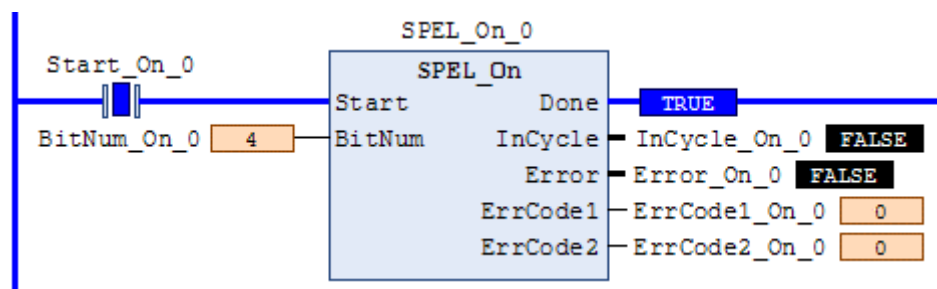 SPEL_On_0
Start_On_0
SPEL_On
Start Done TRUE
BitNum_On_0 4 BitNum InCycle InCycle_On_0 FALSE
Error Error_On_0 FALSE
ErrCode1 ErrCode1_On_0 0
ErrCode2 ErrCode2_On_0 0